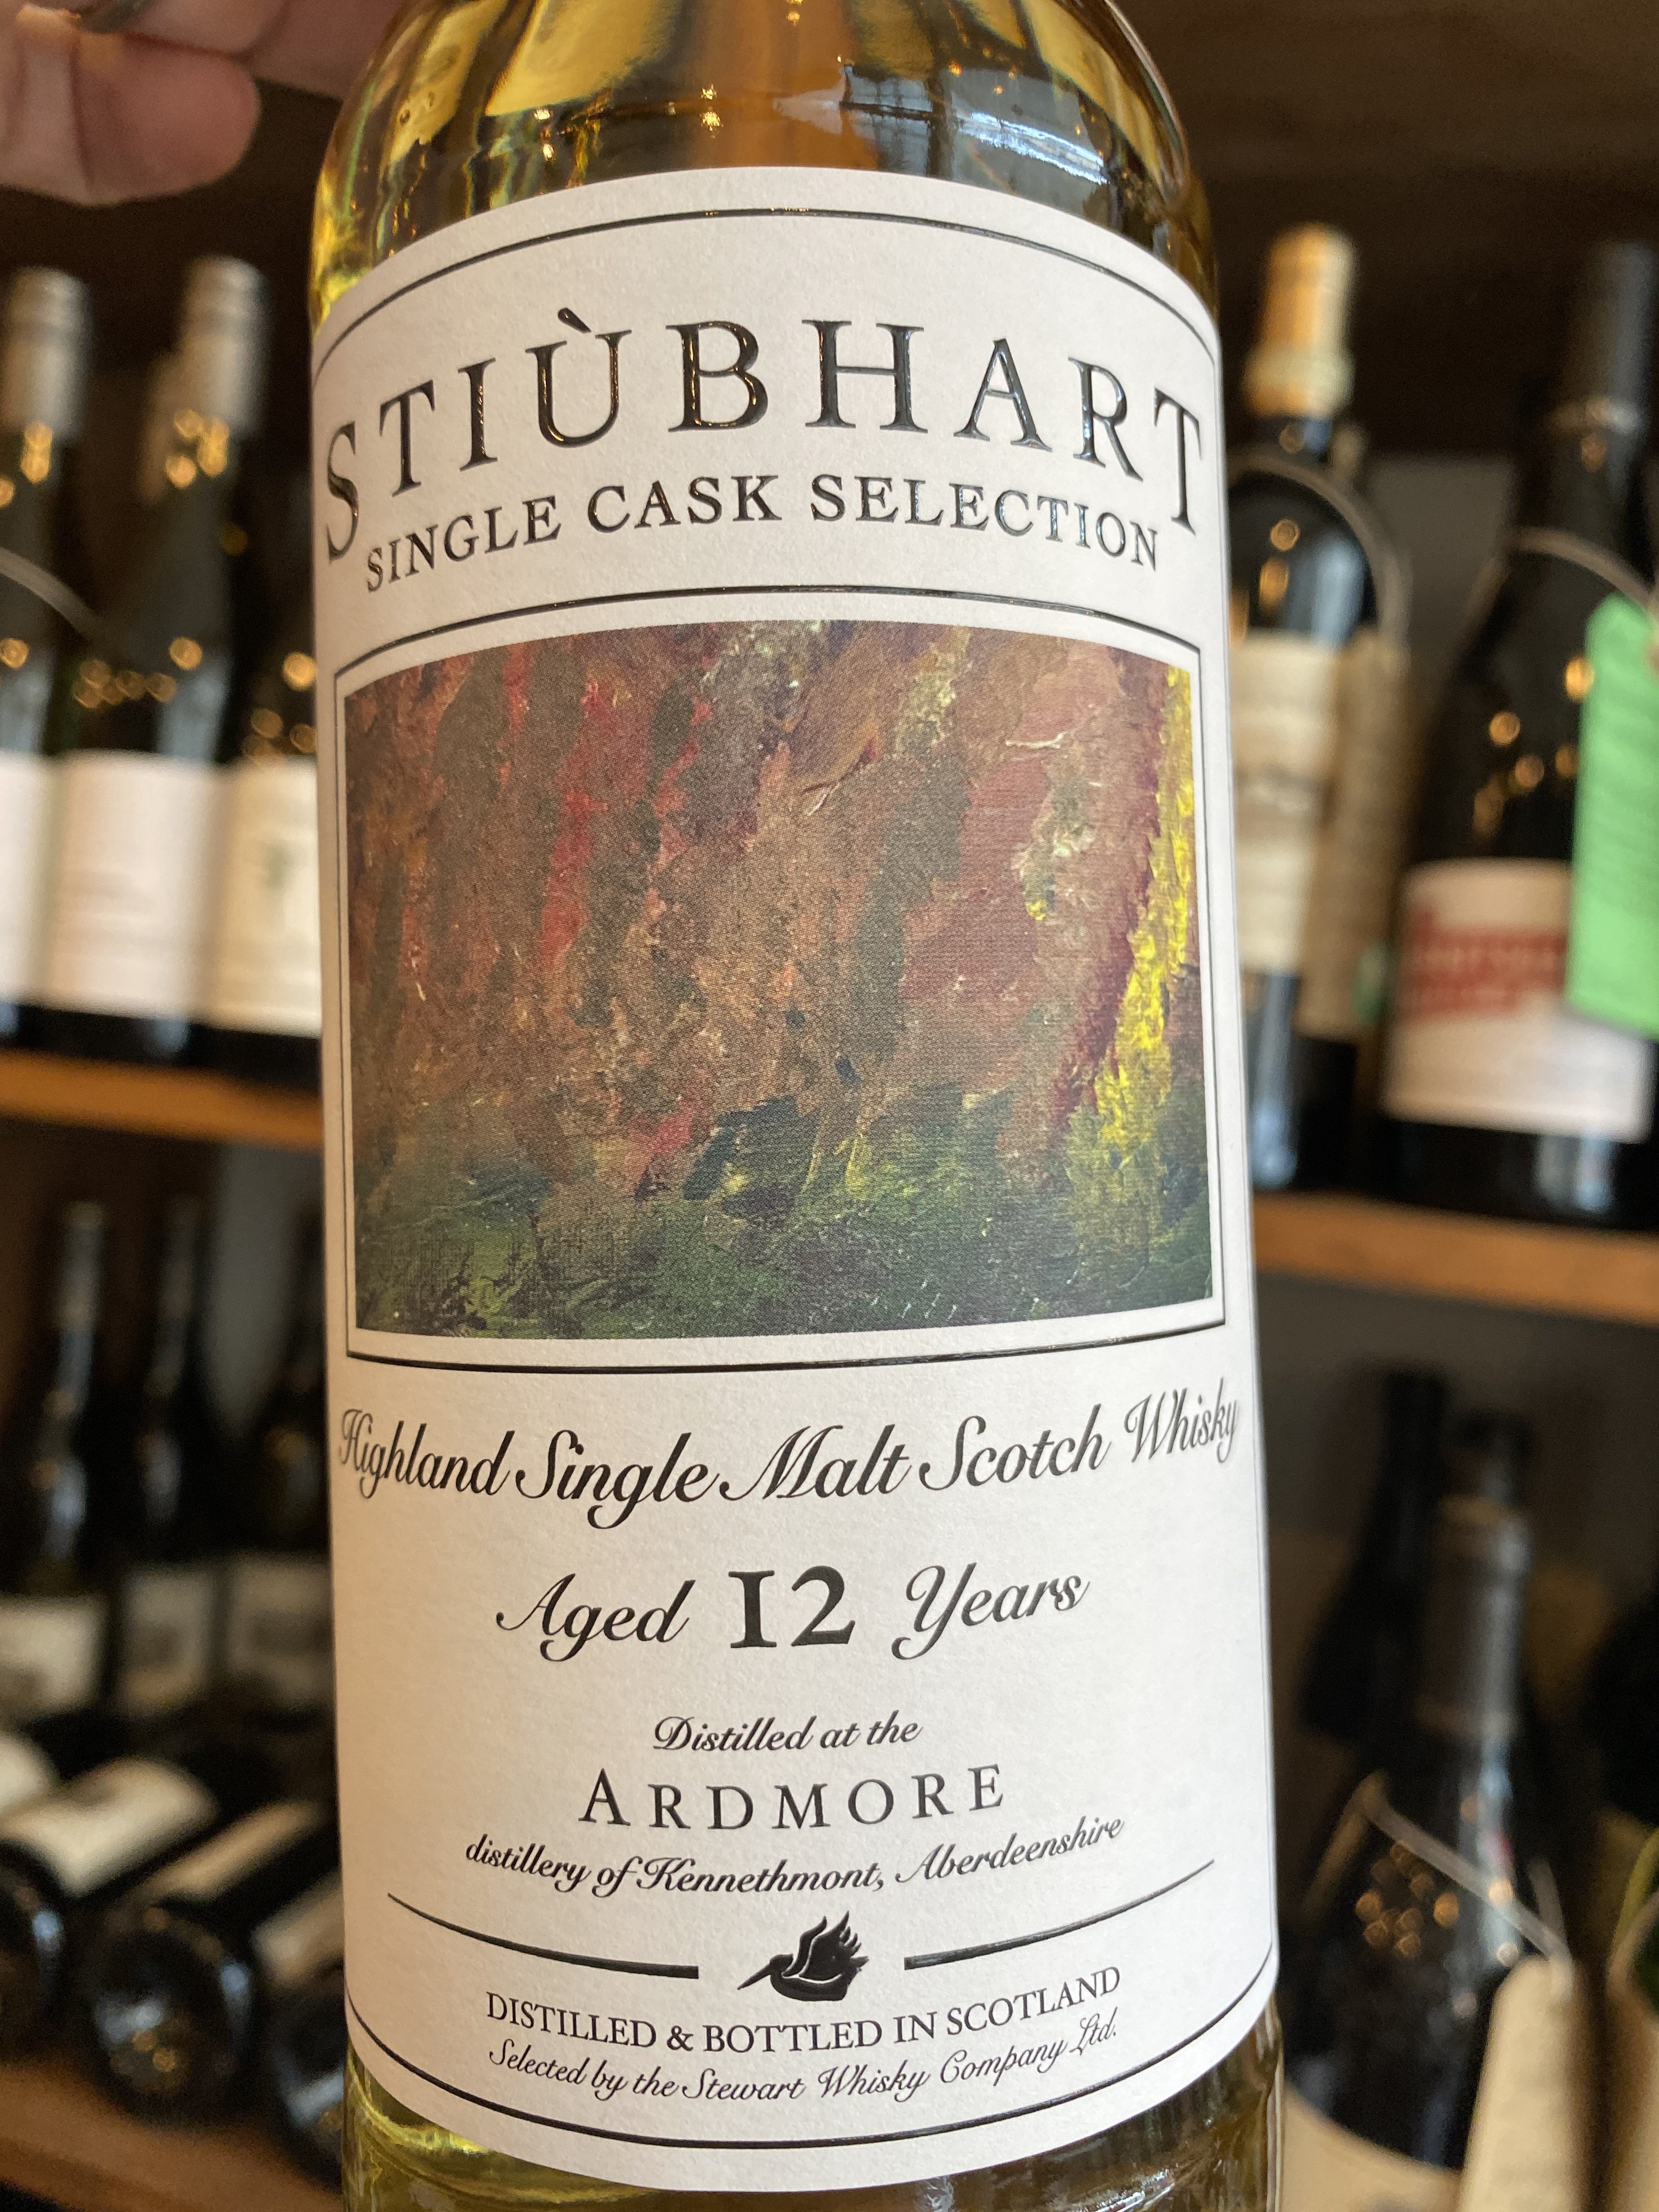 STIÙBHART
SINGLE CASK SELECTION
Highland Single Malt Scotch Whisky
Aged 12 Years
Distilled at the
ARDMORE
distillery of Kennethmont, Aberdeenshire
DISTILLED & BOTTLED IN SCOTLAND
Selected by the Stewart Whisky Company Ltd.